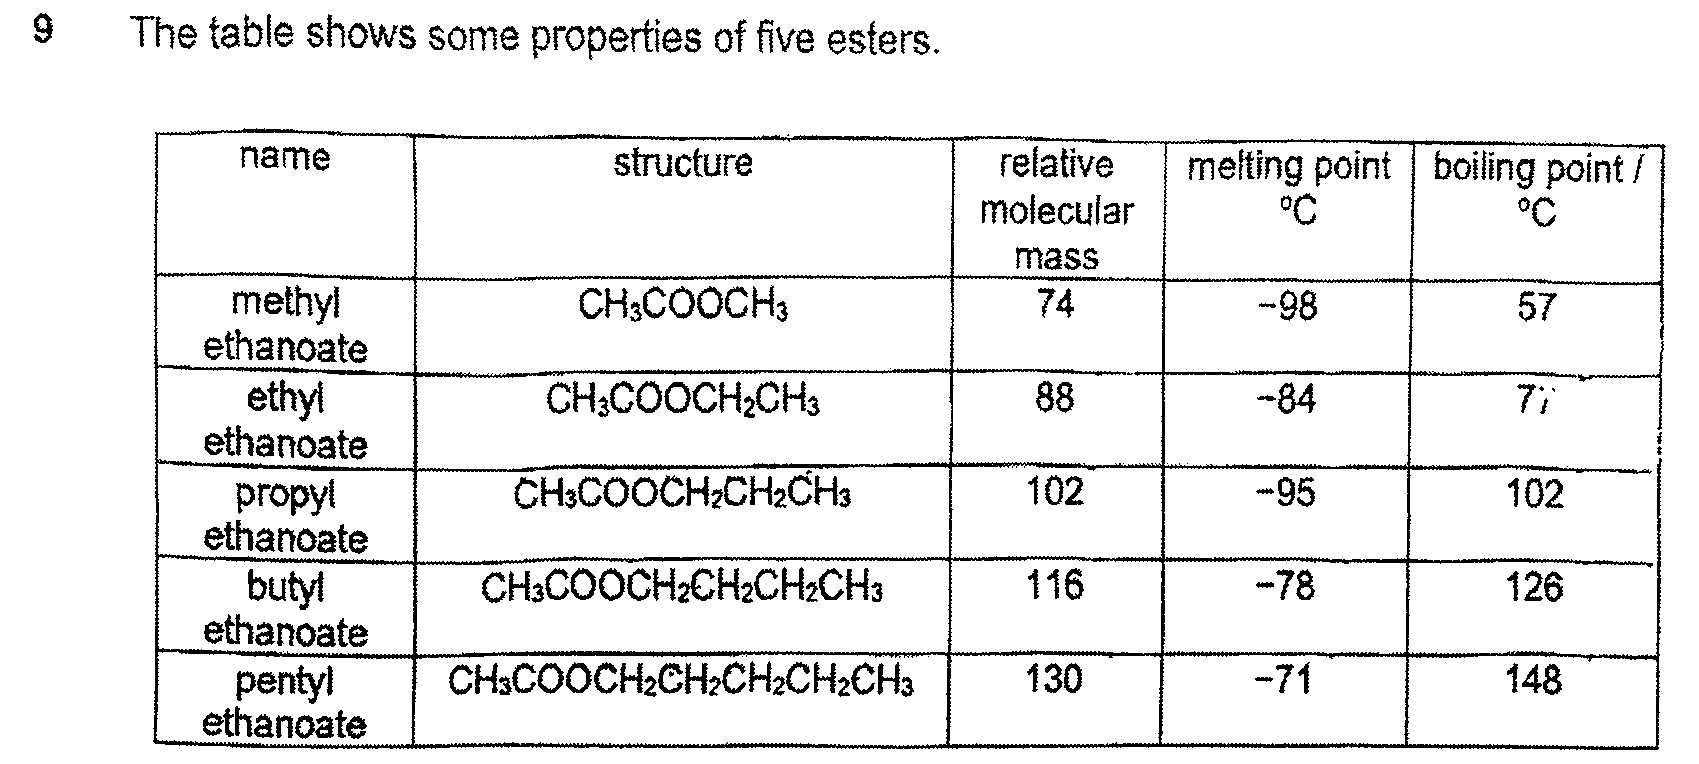 9 The table shows some properties of five esters.
name structure relative molecular mass melting point °C boiling point / °C
methyl ethanoate CH₃COOCH₃ 74 −98 57
ethyl ethanoate CH₃COOCH₂CH₃ 88 −84
propyl ethanoate CH₃COOCH₂CH₂CH₃ 102 −95 102
butyl ethanoate CH₃COOCH₂CH₂CH₂CH₃ 116 −78 126
pentyl ethanoate CH₃COOCH₂CH₂CH₂CH₂CH₃ 130 −71 148